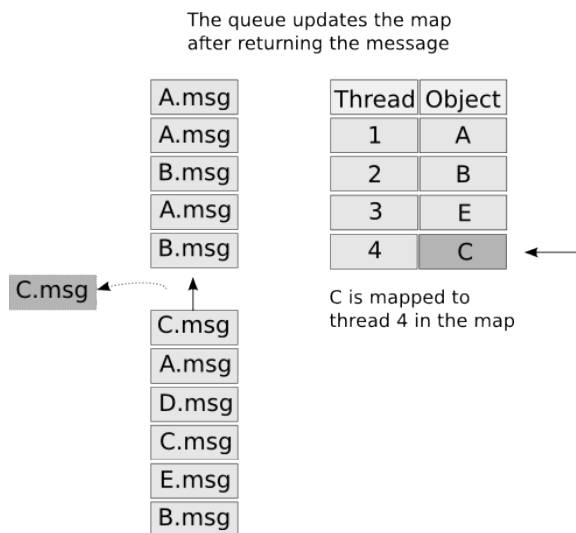 The queue updates the map
after returning the message
A.msg
A.msg
B.msg
A.msg
B.msg
C.msg
C.msg
A.msg
D.msg
C.msg
E.msg
B.msg
Thread Object
1 A
2 B
3 E
4 C
C is mapped to
thread 4 in the map